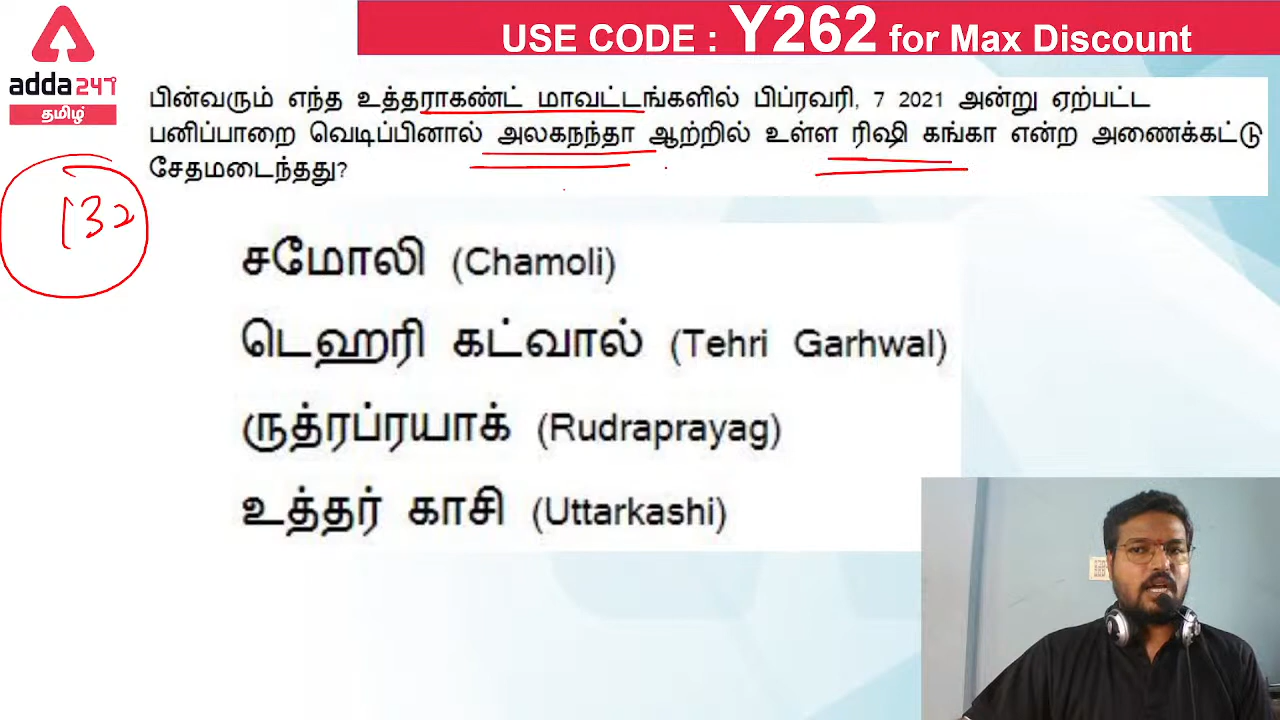 USE CODE : Y262 for Max Discount
adda247
தமிழ்
பின்வரும் எந்த உத்தராகண்ட் மாவட்டங்களில் பிப்ரவரி, 7 2021 அன்று ஏற்பட்ட
பனிப்பாறை வெடிப்பினால் அலகநந்தா ஆற்றில் உள்ள ரிஷி கங்கா என்ற அணைக்கட்டு
சேதமடைந்தது?
132
சமோலி (Chamoli)
டெஹரி கட்வால் (Tehri Garhwal)
ருத்ரப்ரயாக் (Rudraprayag)
உத்தர் காசி (Uttarkashi)